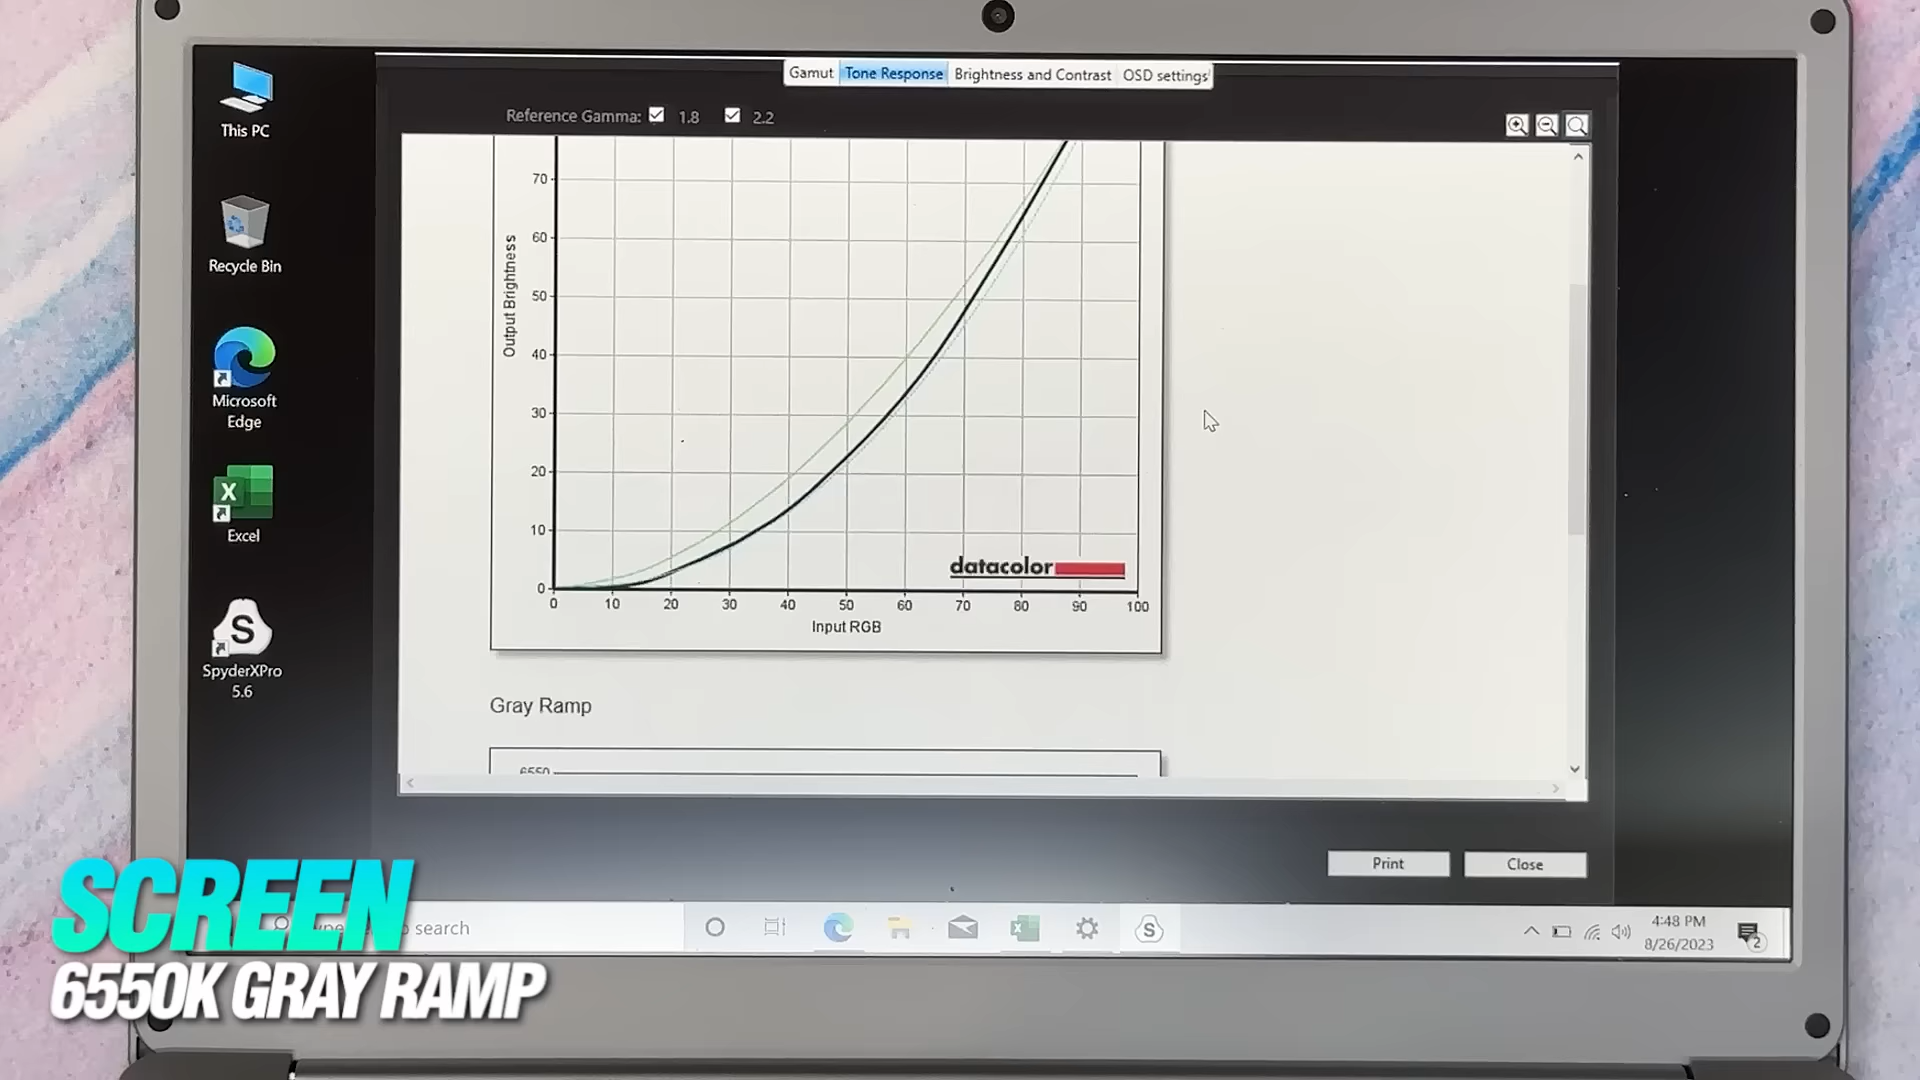 Gamut Tone Response Brightness and Contrast OSD settings
Reference Gamma: 1.8 2.2
This PC
Recycle Bin
Microsoft
Edge
Excel
SpyderXPro
5.6
Output Brightness
70
60
50
40
30
20
10
0
0 10 20 30 40 50 60 70 80 90 100
Input RGB
datacolor
Gray Ramp
6550
Print Close
search
4:48 PM
8/26/2023
2
SCREEN
6550K GRAY RAMP